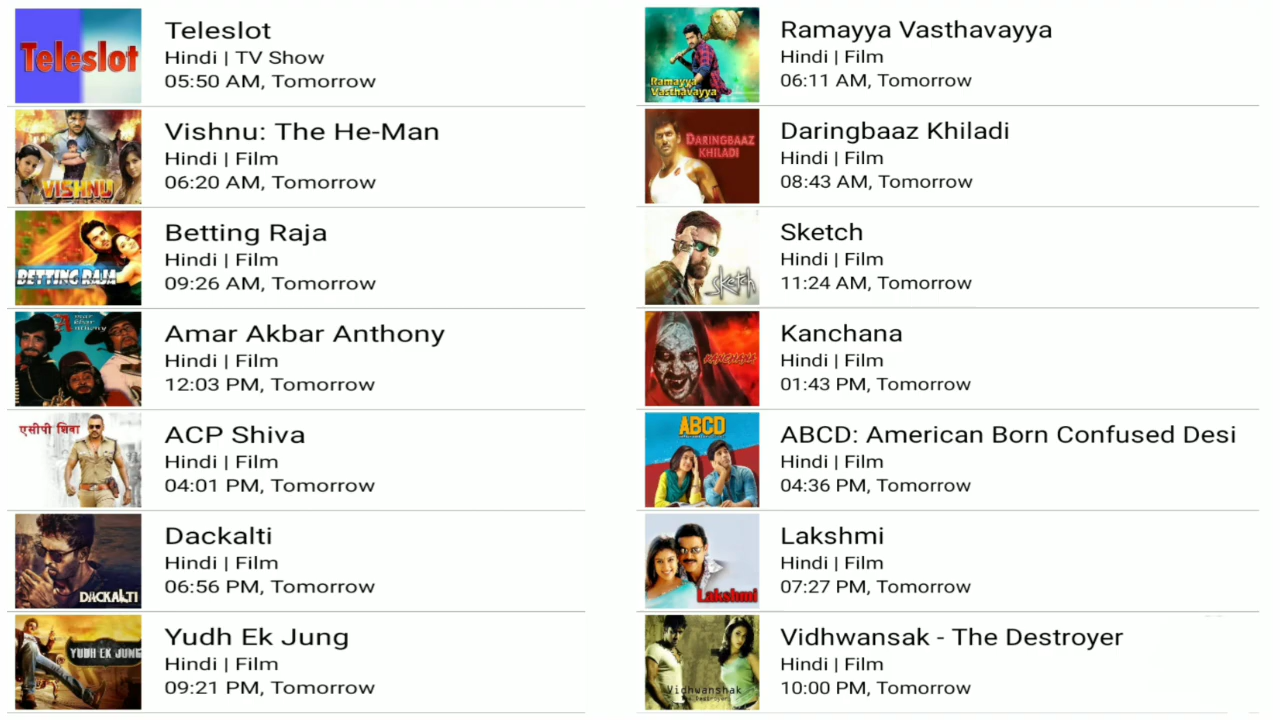 Teleslot
Teleslot
Hindi | TV Show
05:50 AM, Tomorrow
VISHNU
Vishnu: The He-Man
Hindi | Film
06:20 AM, Tomorrow
BETTING RAJA
Betting Raja
Hindi | Film
09:26 AM, Tomorrow
Amar
Akbar
Anthony
Amar Akbar Anthony
Hindi | Film
12:03 PM, Tomorrow
एसीपी शिवा
ACP Shiva
Hindi | Film
04:01 PM, Tomorrow
DACKALTI
Dackalti
Hindi | Film
06:56 PM, Tomorrow
YUDH EK JUNG
Yudh Ek Jung
Hindi | Film
09:21 PM, Tomorrow
Ramayya
Vasthavayya
Ramayya Vasthavayya
Hindi | Film
06:11 AM, Tomorrow
DARINGBAAZ
KHILADI
Daringbaaz Khiladi
Hindi | Film
08:43 AM, Tomorrow
Sketch
Sketch
Hindi | Film
11:24 AM, Tomorrow
KANCHANA
Kanchana
Hindi | Film
01:43 PM, Tomorrow
ABCD
ABCD: American Born Confused Desi
Hindi | Film
04:36 PM, Tomorrow
Lakshmi
Lakshmi
Hindi | Film
07:27 PM, Tomorrow
Vidhwanshak
The Destroyer
Vidhwansak - The Destroyer
Hindi | Film
10:00 PM, Tomorrow